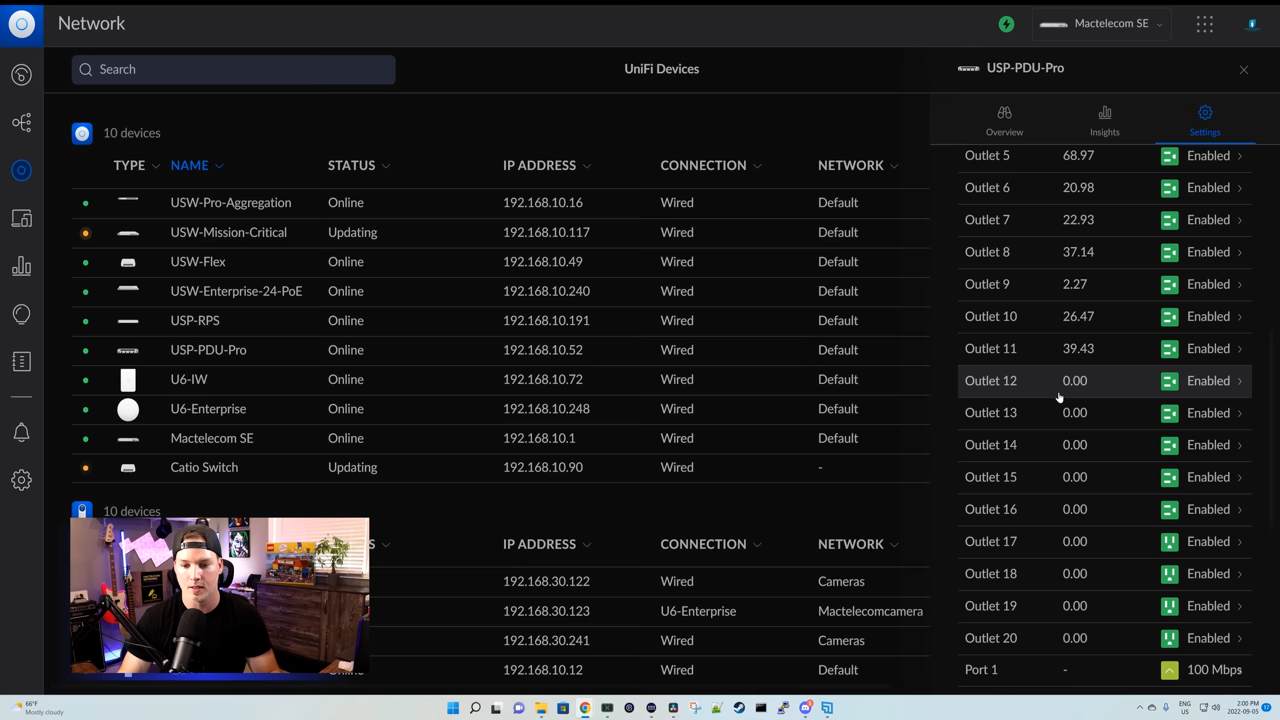 Network
Mactelecom SE
Search
UniFi Devices
USP-PDU-Pro
Overview
Insights
Settings
10 devices
TYPE NAME STATUS IP ADDRESS CONNECTION NETWORK
USW-Pro-Aggregation Online 192.168.10.16 Wired Default
USW-Mission-Critical Updating 192.168.10.117 Wired Default
USW-Flex Online 192.168.10.49 Wired Default
USW-Enterprise-24-PoE Online 192.168.10.240 Wired Default
USP-RPS Online 192.168.10.191 Wired Default
USP-PDU-Pro Online 192.168.10.52 Wired Default
U6-IW Online 192.168.10.72 Wired Default
U6-Enterprise Online 192.168.10.248 Wired Default
Mactelecom SE Online 192.168.10.1 Wired Default
Catio Switch Updating 192.168.10.90 Wired -
10 devices
IP ADDRESS CONNECTION NETWORK
192.168.30.122 Wired Cameras
192.168.30.123 U6-Enterprise Mactelecomcamera
192.168.30.241 Wired Cameras
192.168.10.12 Wired Default
Outlet 5 68.97 Enabled
Outlet 6 20.98 Enabled
Outlet 7 22.93 Enabled
Outlet 8 37.14 Enabled
Outlet 9 2.27 Enabled
Outlet 10 26.47 Enabled
Outlet 11 39.43 Enabled
Outlet 12 0.00 Enabled
Outlet 13 0.00 Enabled
Outlet 14 0.00 Enabled
Outlet 15 0.00 Enabled
Outlet 16 0.00 Enabled
Outlet 17 0.00 Enabled
Outlet 18 0.00 Enabled
Outlet 19 0.00 Enabled
Outlet 20 0.00 Enabled
Port 1 - 100 Mbps
66°F
Mostly cloudy
ENG
US
2:00 PM
2022-09-05